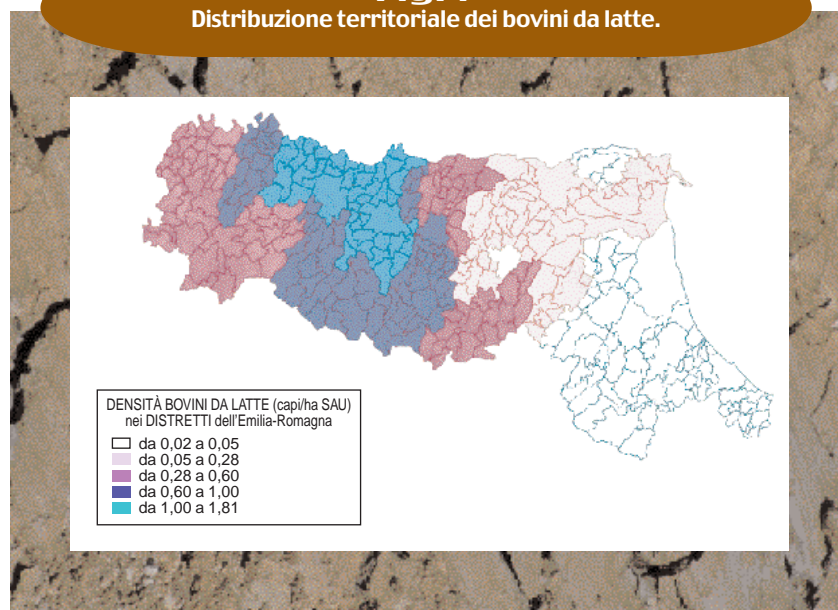 Distribuzione territoriale dei bovini da latte.
DENSITÀ BOVINI DA LATTE (capi/ha SAU)
nei DISTRETTI dell'Emilia-Romagna
da 0,02 a 0,05
da 0,05 a 0,28
da 0,28 a 0,60
da 0,60 a 1,00
da 1,00 a 1,81